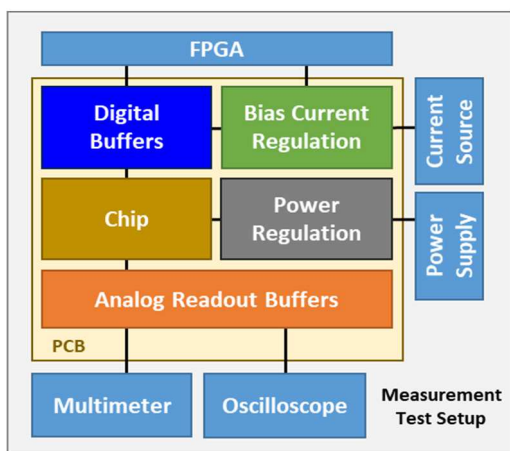 FPGA
Digital
Buffers
Bias Current
Regulation
Current
Source
Chip
Power
Regulation
Power
Supply
Analog Readout Buffers
PCB
Multimeter
Oscilloscope
Measurement
Test Setup